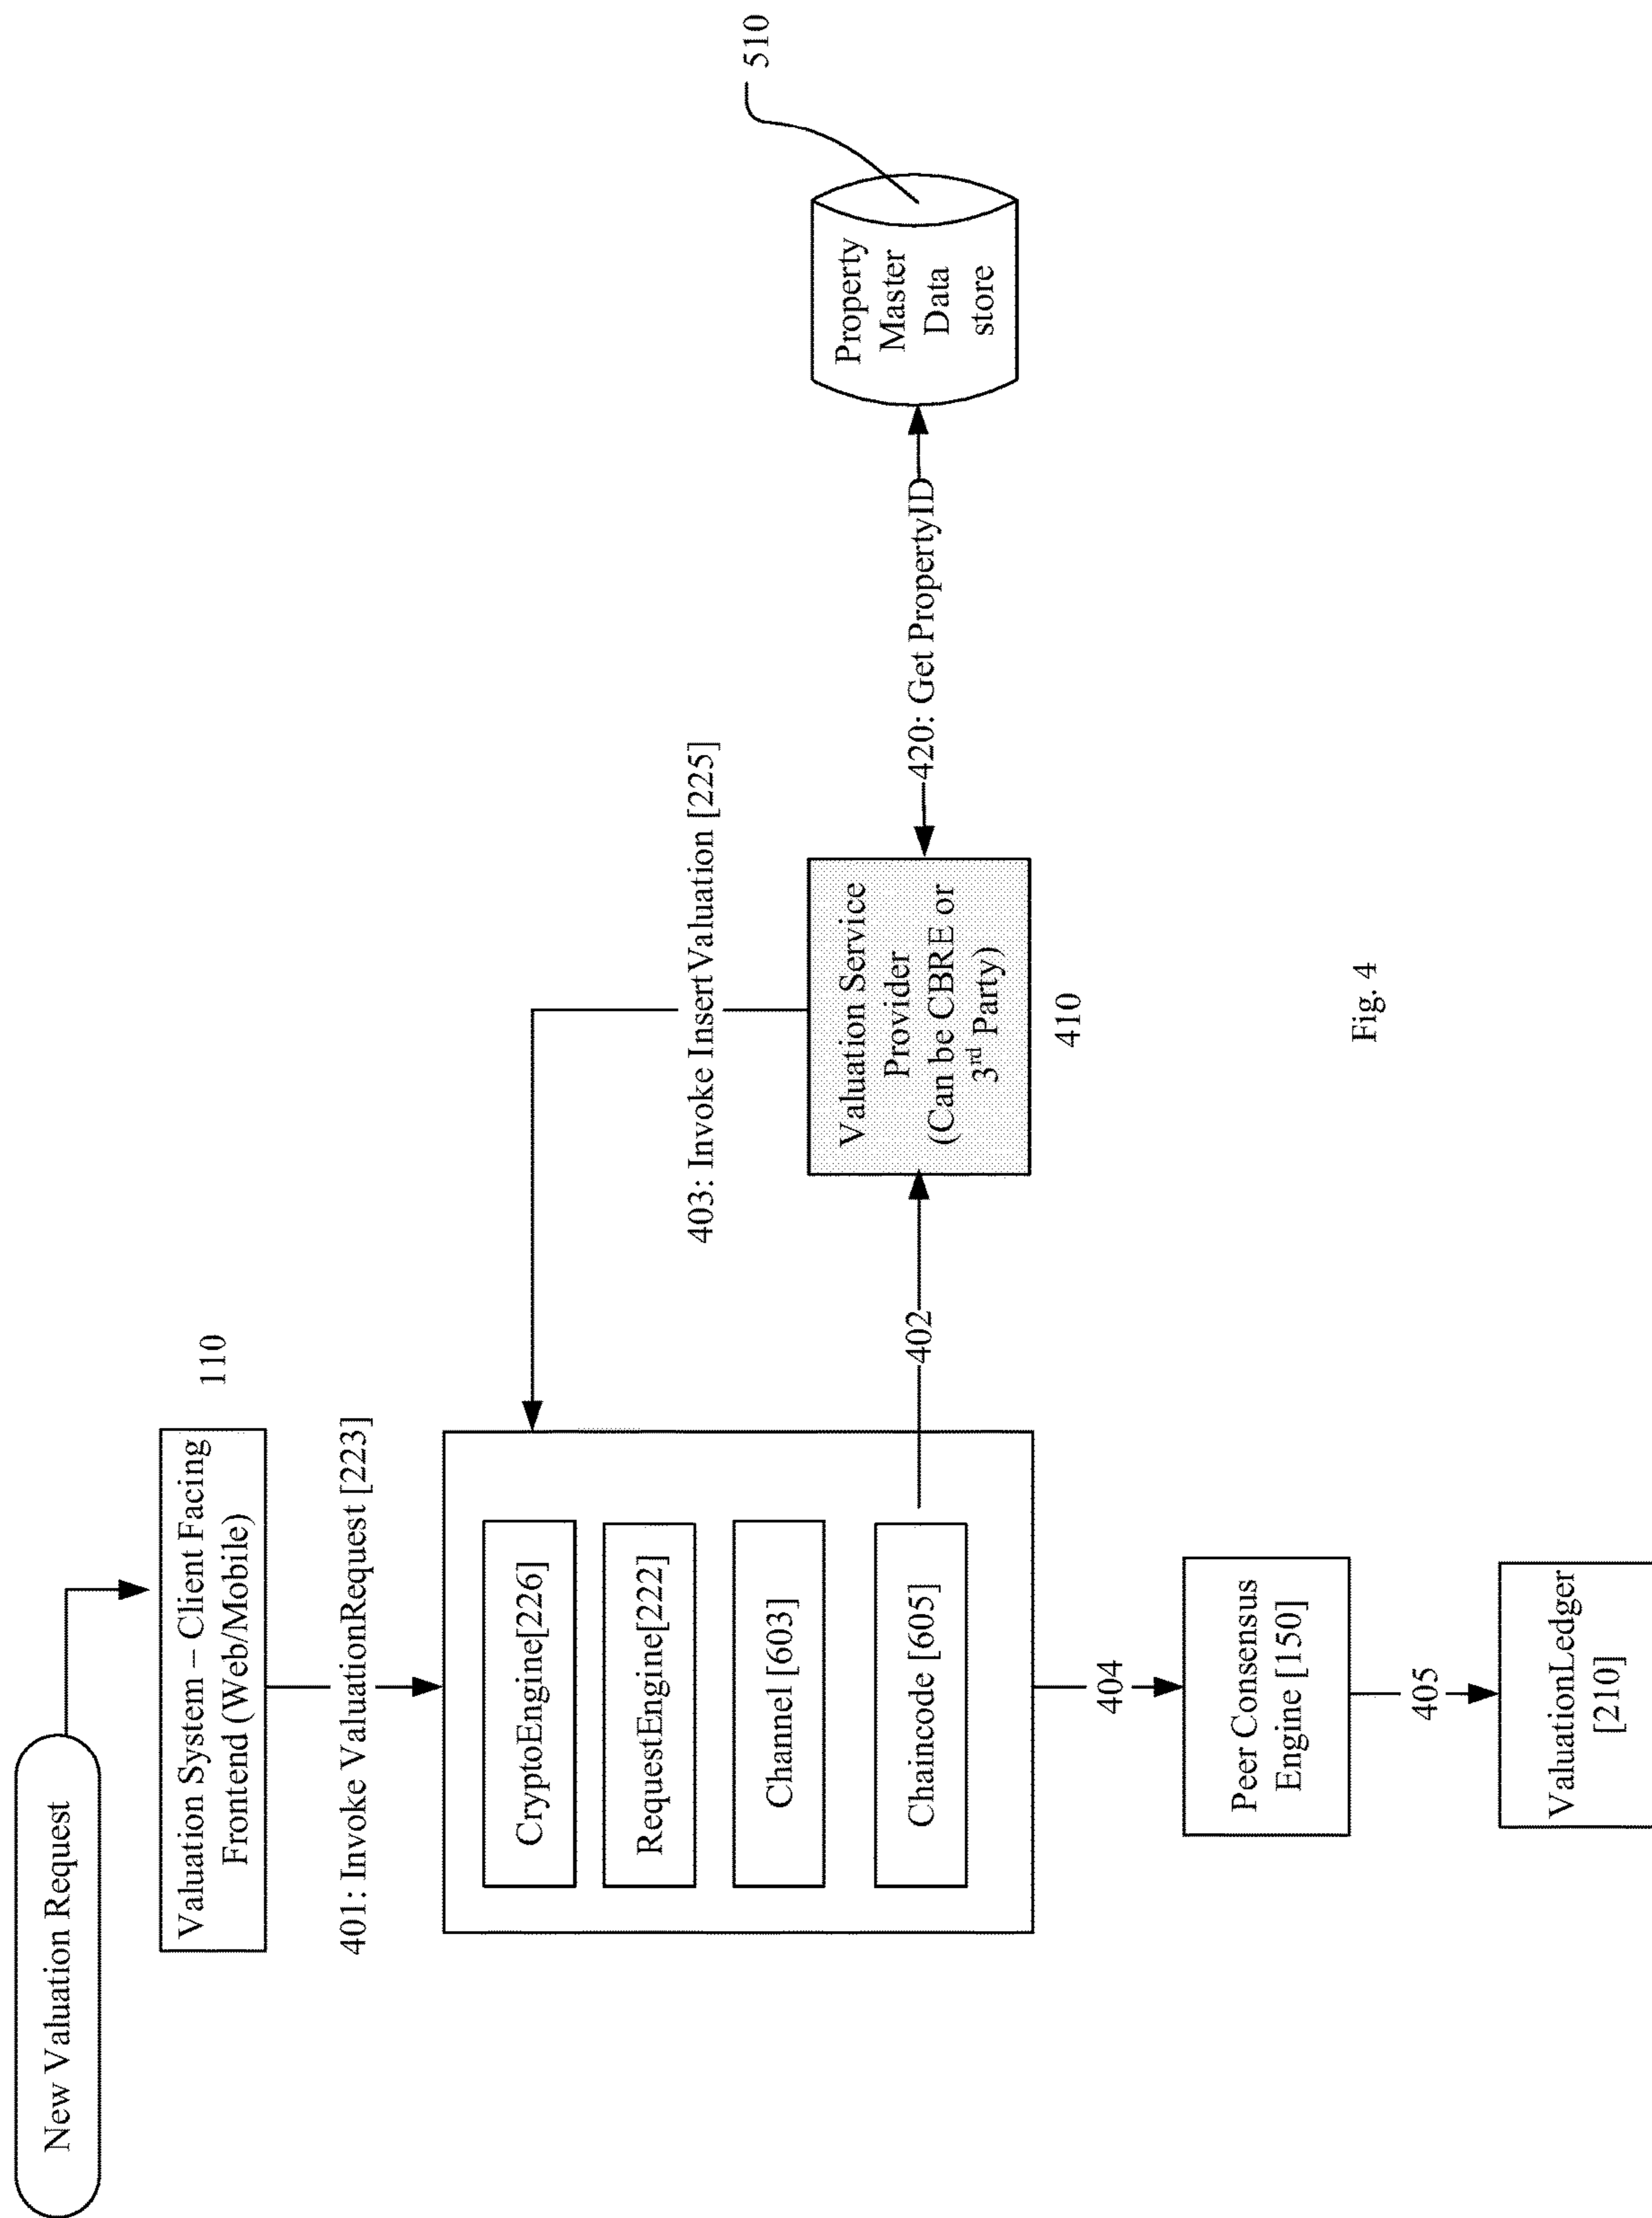 New Valuation Request
Valuation System – Client Facing
Frontend (Web/Mobile)
110
401: Invoke ValuationRequest [223]
CryptoEngine[226]
RequestEngine[222]
Channel [603]
Chaincode [605]
402
403: Invoke InsertValuation [225]
Valuation Service
Provider
(Can be CBRE or
3rd Party)
410
420: Get PropertyID
Property
Master
Data
store
510
404
Peer Consensus
Engine [150]
405
ValuationLedger
[210]
Fig. 4